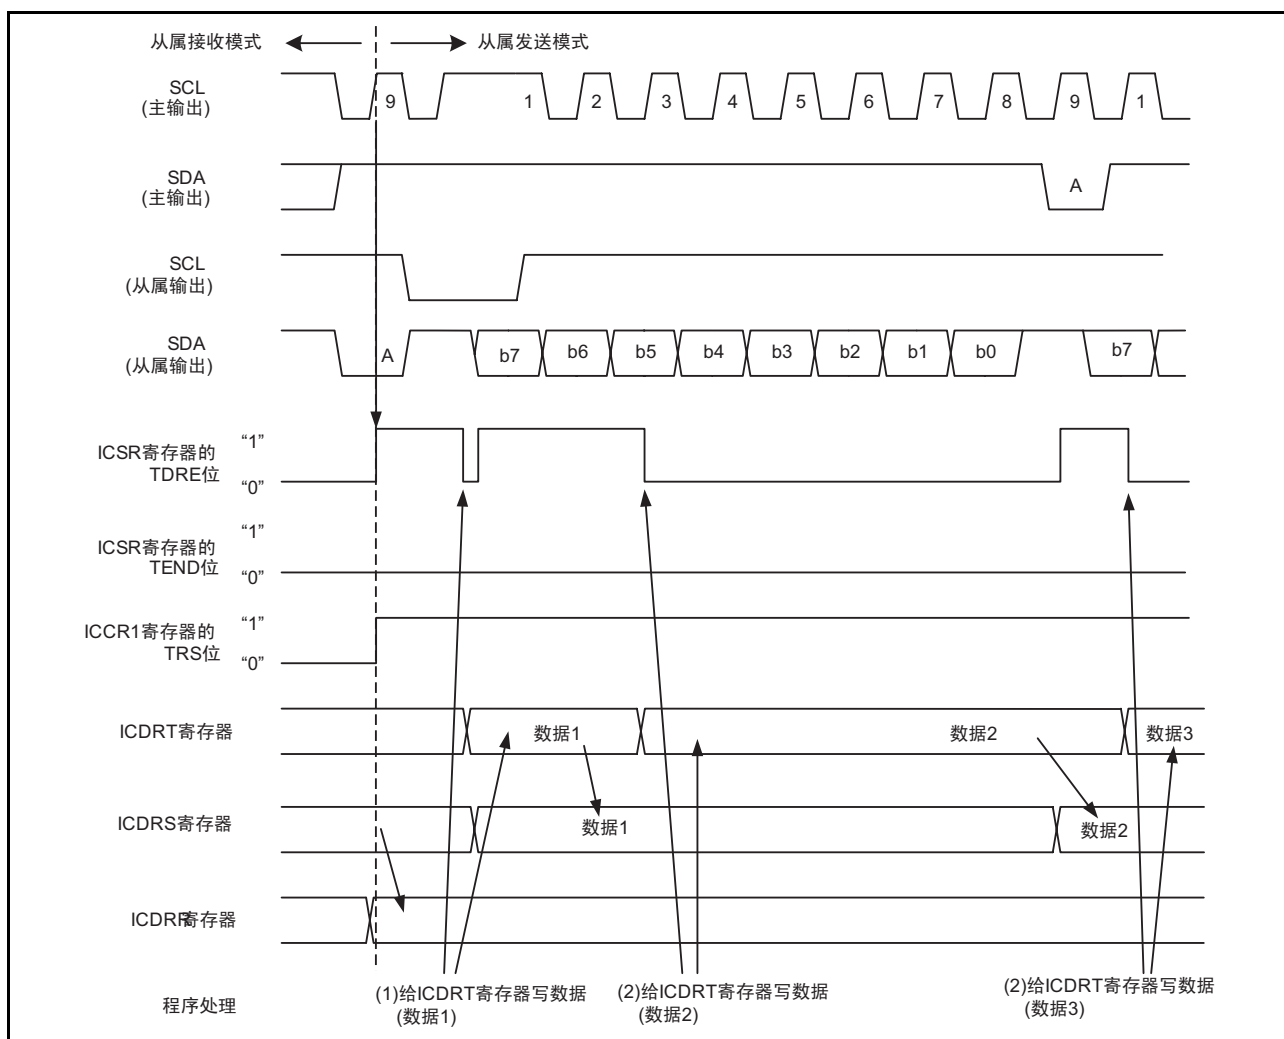 从属接收模式 从属发送模式
SCL
(主输出)
9 1 2 3 4 5 6 7 8 9 1
SDA
(主输出)
A
SCL
(从属输出)
SDA
(从属输出)
A b7 b6 b5 b4 b3 b2 b1 b0 b7
ICSR寄存器的
TDRE位
“1”
“0”
ICSR寄存器的
TEND位
“1”
“0”
ICCR1寄存器的
TRS位
“1”
“0”
ICDRT寄存器
数据1 数据2 数据3
ICDRS寄存器
数据1 数据2
ICDRR寄存器
程序处理
(1)给ICDRT寄存器写数据
(数据1)
(2)给ICDRT寄存器写数据
(数据2)
(2)给ICDRT寄存器写数据
(数据3)